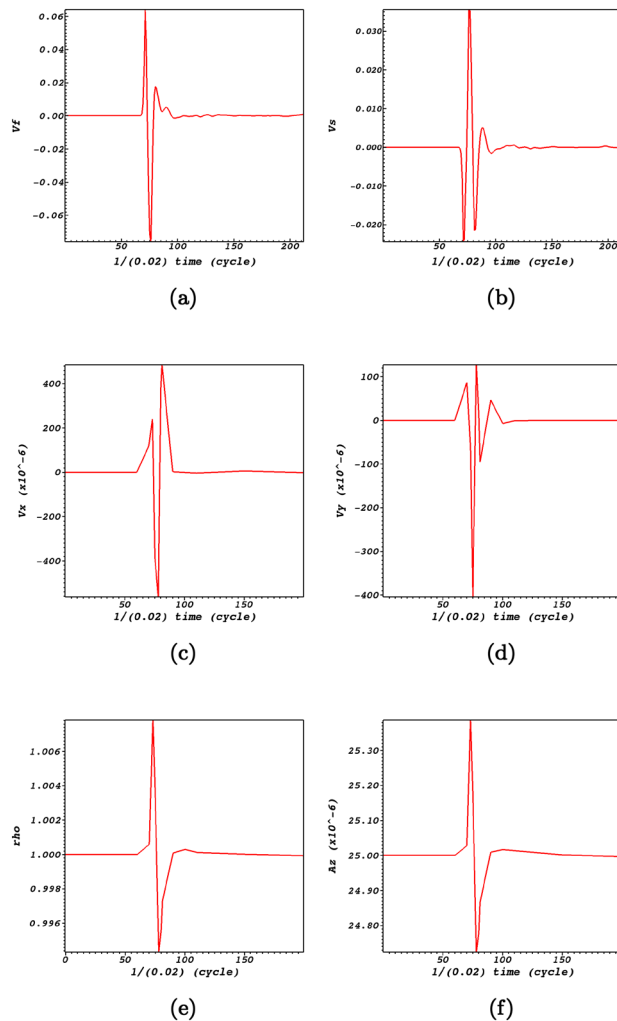 0.06
0.04
0.02
0.00
-0.02
-0.04
-0.06
Vf
50 100 150 200
1/(0.02) time (cycle)
(a)
0.030
0.020
0.010
0.000
-0.010
-0.020
Vs
50 100 150 200
1/(0.02) time (cycle)
(b)
400
200
0
-200
-400
Vx (x10^-6)
50 100 150
1/(0.02) time (cycle)
(c)
100
0
-100
-200
-300
-400
Vy (x10^-6)
50 100 150
1/(0.02) time (cycle)
(d)
1.006
1.004
1.002
1.000
0.998
0.996
rho
0 50 100 150
1/(0.02) (cycle)
(e)
25.30
25.20
25.10
25.00
24.90
24.80
Az (x10^-6)
50 100 150
1/(0.02) time (cycle)
(f)